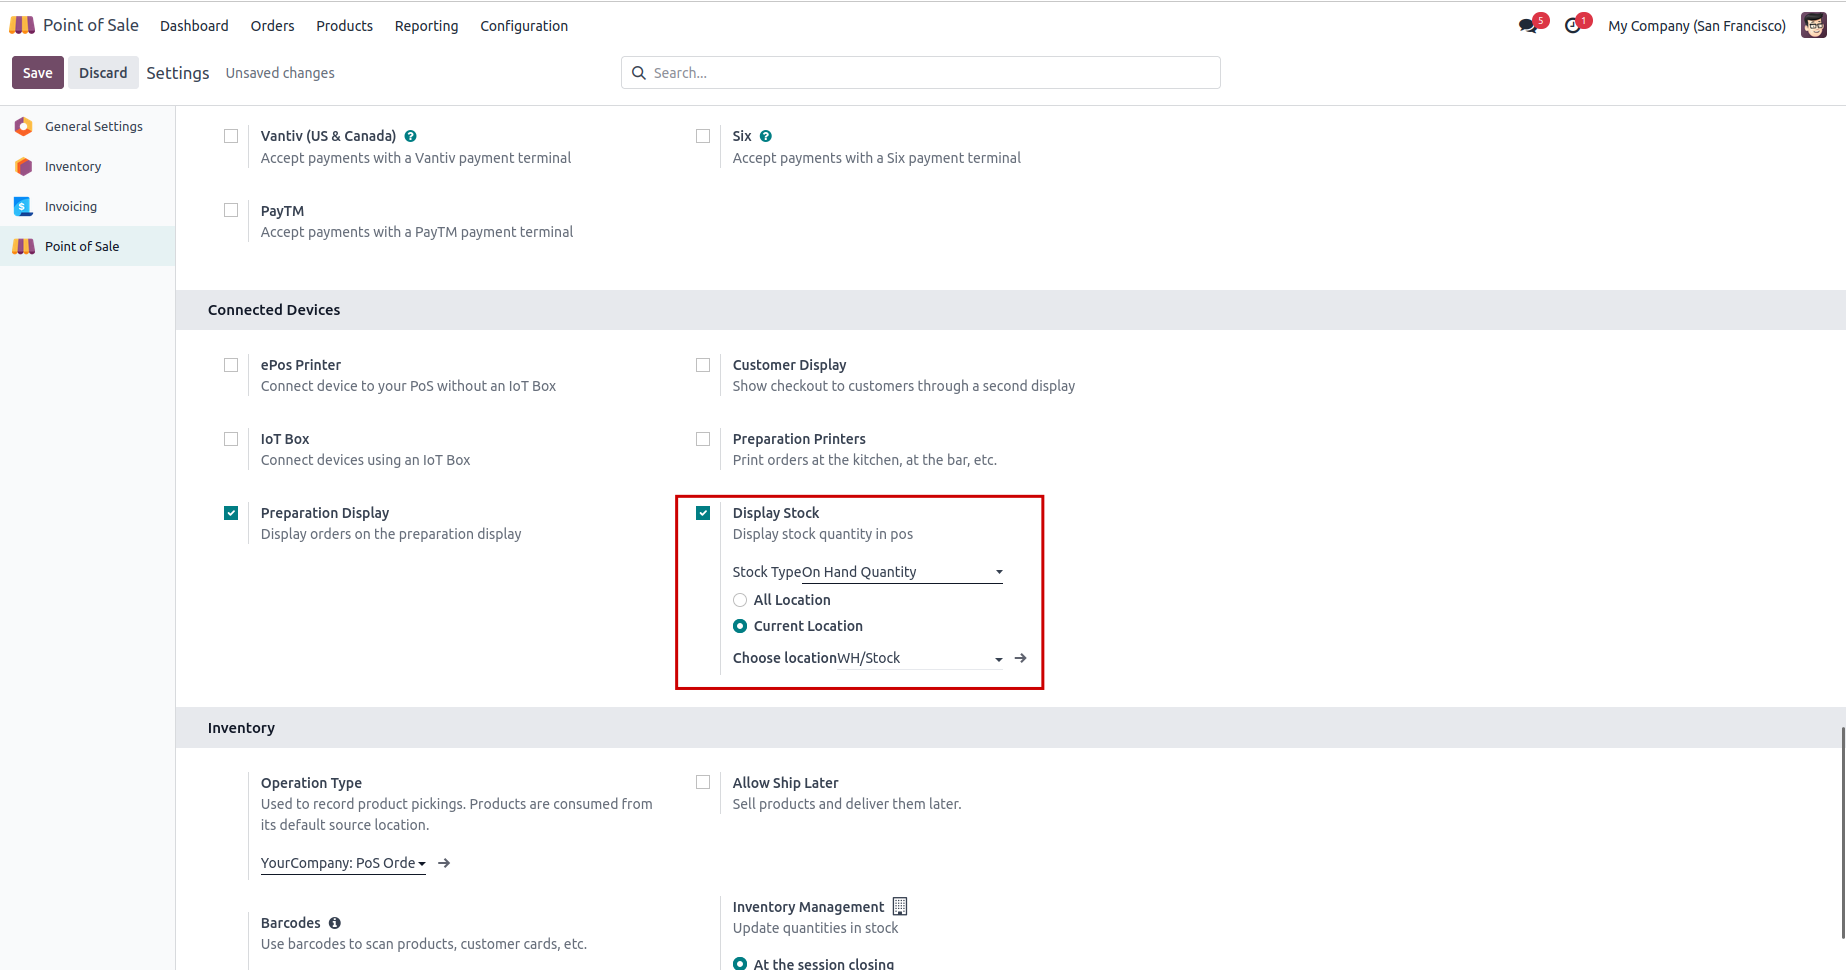 Point of Sale Dashboard Orders Products Reporting Configuration 5 1 My Company (San Francisco)
Save Discard Settings Unsaved changes Search...
General Settings
Inventory
Invoicing
Point of Sale
Vantiv (US & Canada) ?
Accept payments with a Vantiv payment terminal
Six ?
Accept payments with a Six payment terminal
PayTM
Accept payments with a PayTM payment terminal
Connected Devices
ePos Printer
Connect device to your PoS without an IoT Box
Customer Display
Show checkout to customers through a second display
IoT Box
Connect devices using an IoT Box
Preparation Printers
Print orders at the kitchen, at the bar, etc.
Preparation Display
Display orders on the preparation display
Display Stock
Display stock quantity in pos
Stock TypeOn Hand Quantity
All Location
Current Location
Choose locationWH/Stock
Inventory
Operation Type
Used to record product pickings. Products are consumed from
its default source location.
YourCompany: PoS Orde
Allow Ship Later
Sell products and deliver them later.
Barcodes
Use barcodes to scan products, customer cards, etc.
Inventory Management
Update quantities in stock
At the session closing